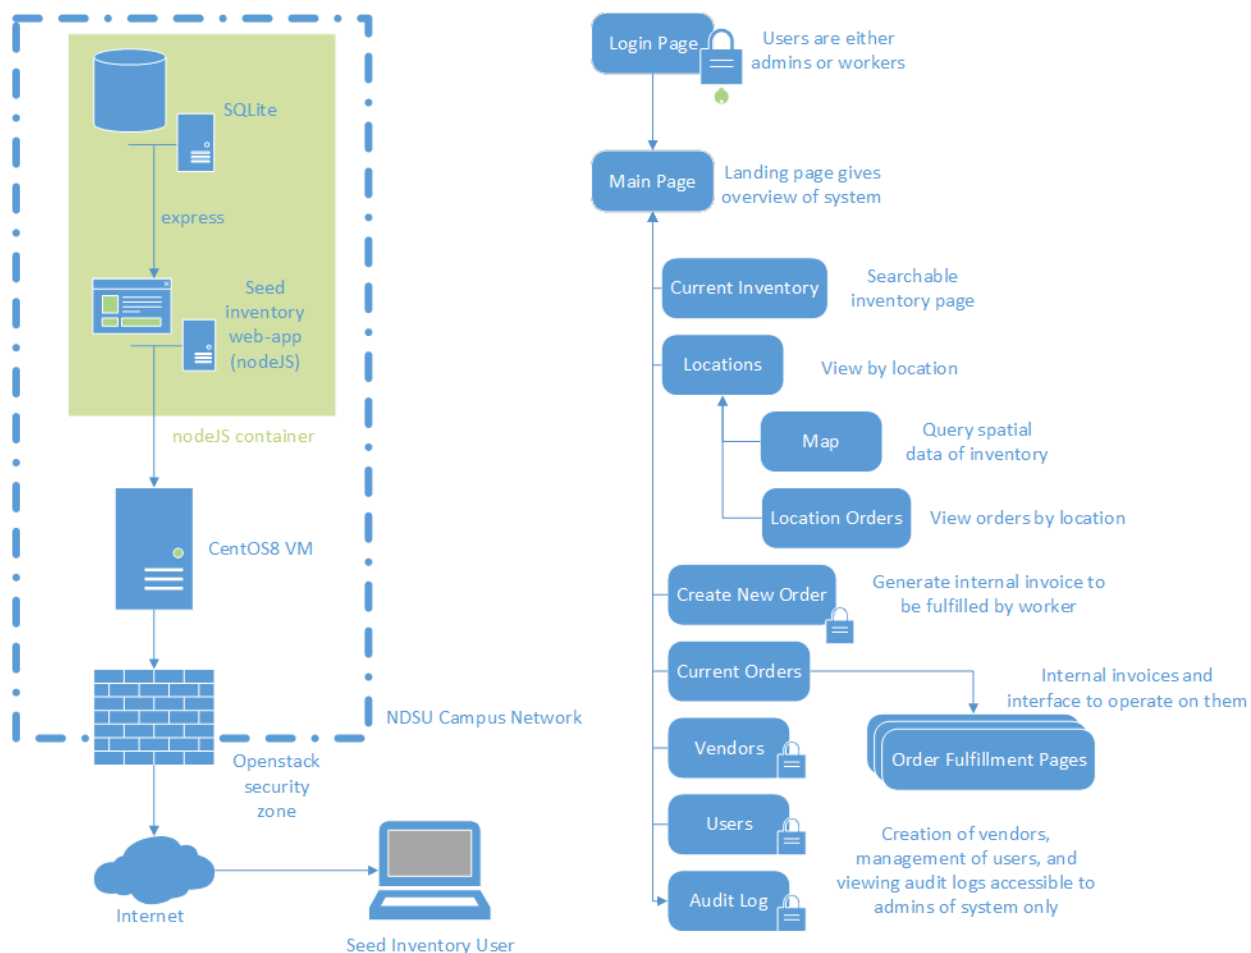 SQLite
express
Seed
inventory
web-app
(nodeJS)
nodeJS container
CentOS8 VM
NDSU Campus Network
Openstack
security
zone
Internet
Seed Inventory User
Login Page
Users are either
admins or workers
Main Page
Landing page gives
overview of system
Current Inventory
Searchable
inventory page
Locations
View by location
Map
Query spatial
data of inventory
Location Orders
View orders by location
Create New Order
Generate internal invoice to
be fulfilled by worker
Current Orders
Internal invoices and
interface to operate on them
Order Fulfillment Pages
Vendors
Users
Creation of vendors,
management of users, and
viewing audit logs accessible to
admins of system only
Audit Log